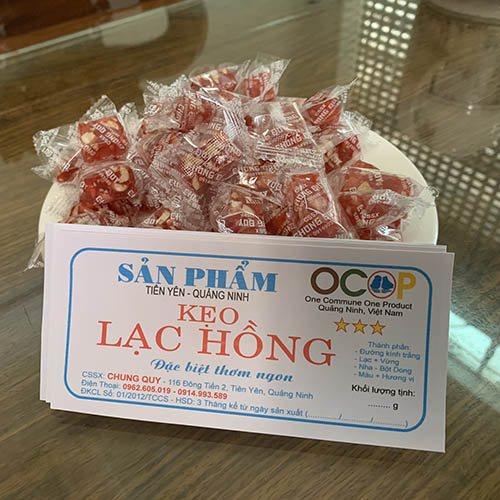 SẢN PHẨM
TIÊN YÊN - QUẢNG NINH
KẸO
LẠC HỒNG
Đặc biệt thơm ngon
OCOP
One Commune One Product
Quảng Ninh, Việt Nam
Thành phần:
- Đường kính trắng
- Lạc + Vừng
- Nha - Bột Dong
- Màu + Hương vị
Khối lượng tịnh:
......... g
CSSX: CHUNG QUY - 116 Đông Tiến 2, Tiên Yên, Quảng Ninh
Điện Thoại: 0962.605.019 - 0914.993.589
ĐKCL Số: 01/2012/TCCS - HSD: 3 Tháng kể từ ngày sản xuất (......../......../........)